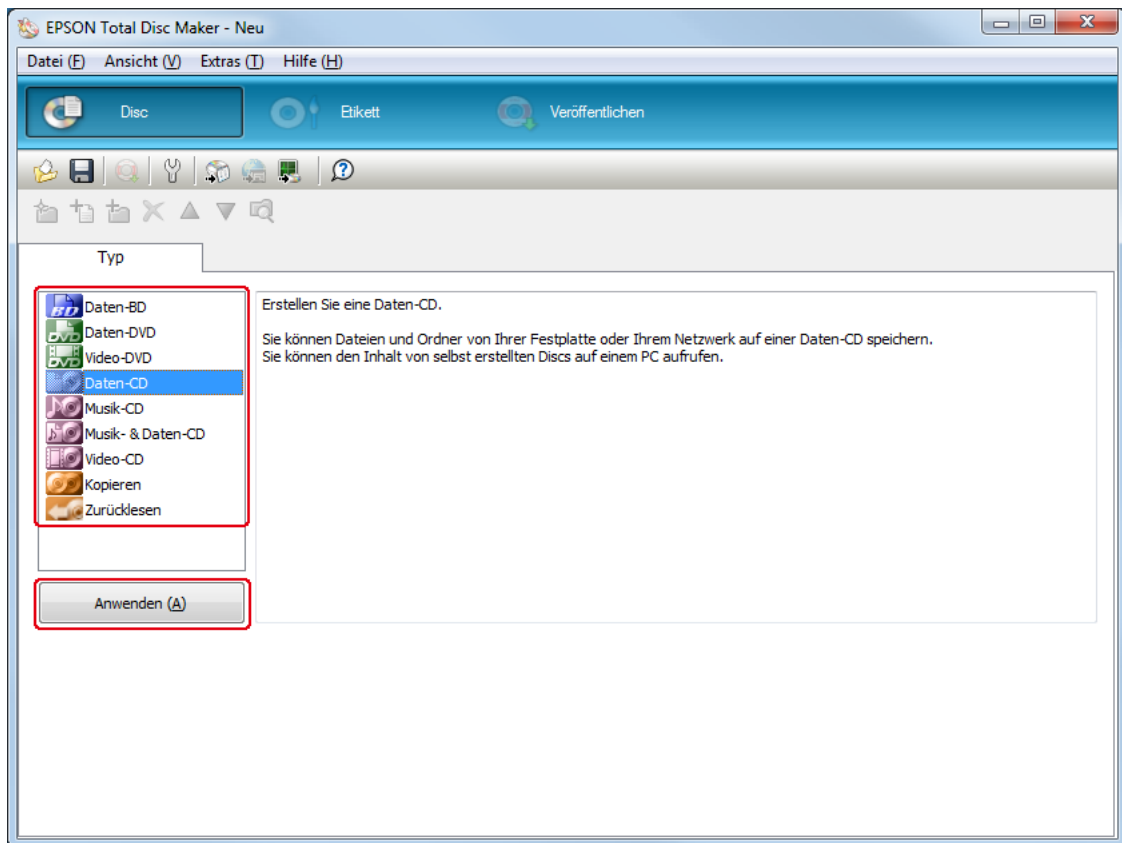 EPSON Total Disc Maker - Neu
Datei (F) Ansicht (V) Extras (T) Hilfe (H)
Disc Etikett Veröffentlichen
Typ
BD Daten-BD
DVD Daten-DVD
DVD Video-DVD
Daten-CD
Musik-CD
Musik- & Daten-CD
Video-CD
Kopieren
Zurücklesen
Anwenden (A)
Erstellen Sie eine Daten-CD.
Sie können Dateien und Ordner von Ihrer Festplatte oder Ihrem Netzwerk auf einer Daten-CD speichern.
Sie können den Inhalt von selbst erstellten Discs auf einem PC aufrufen.